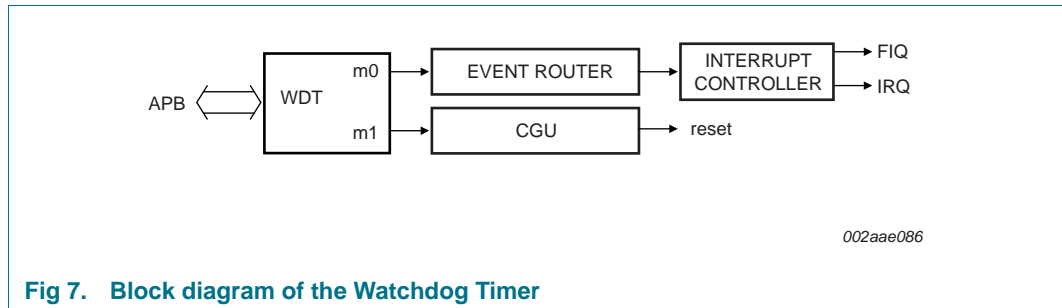 m0
EVENT ROUTER
INTERRUPT
CONTROLLER
FIQ
IRQ
APB
WDT
m1
CGU
reset
002aae086
Fig 7. Block diagram of the Watchdog Timer